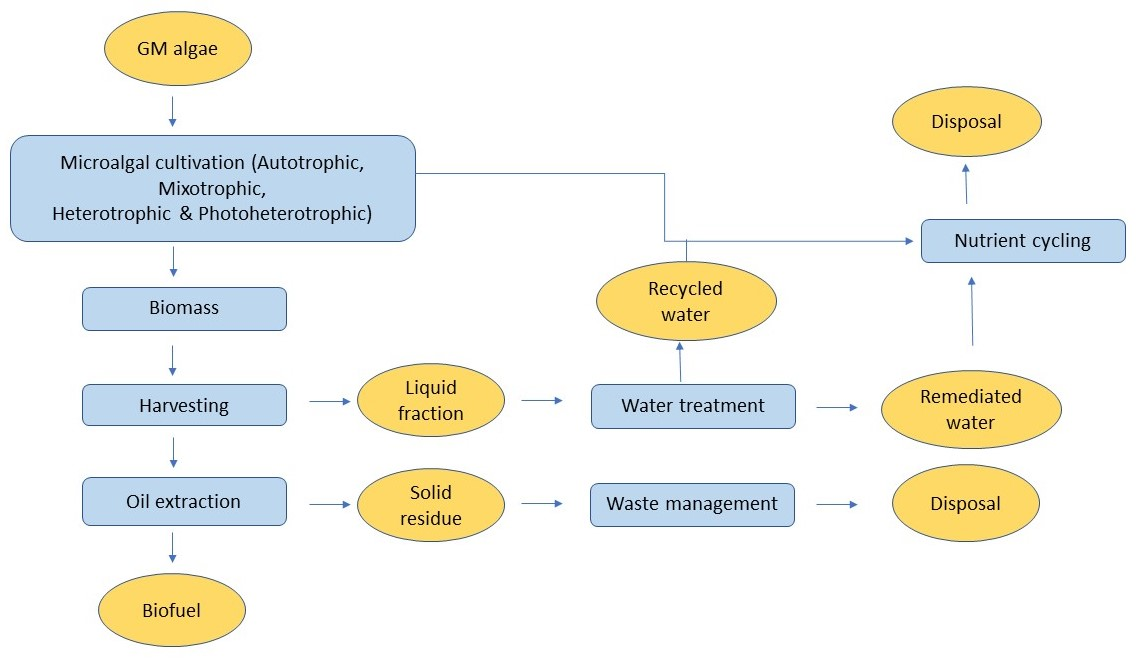 GM algae
Disposal
Microalgal cultivation (Autotrophic,
Mixotrophic,
Heterotrophic & Photoheterotrophic)
Nutrient cycling
Biomass
Recycled
water
Harvesting
Liquid
fraction
Water treatment
Remediated
water
Oil extraction
Solid
residue
Waste management
Disposal
Biofuel